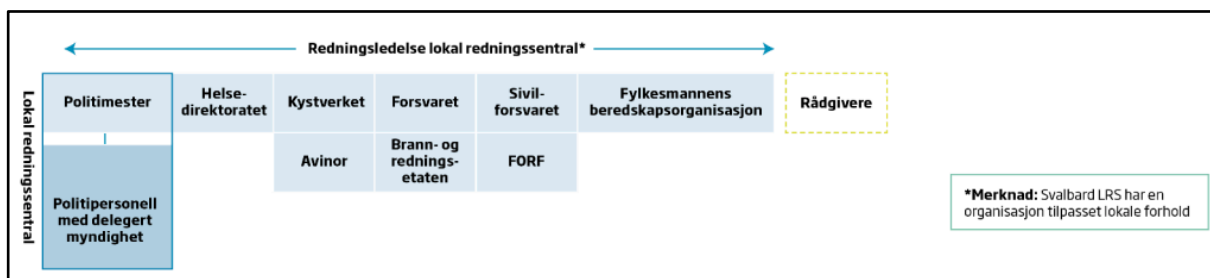 Redningsledelse lokal redningssentral*
Lokal redningssentral
Politimester
Helse-
direktoratet
Kystverket
Forsvaret
Sivil-
forsvaret
Fylkesmannens
beredskapsorganisasjon
Rådgivere
Avinor
Brann- og
rednings-
etaten
FORF
Politipersonell
med delegert
myndighet
*Merknad: Svalbard LRS har en
organisasjon tilpasset lokale forhold